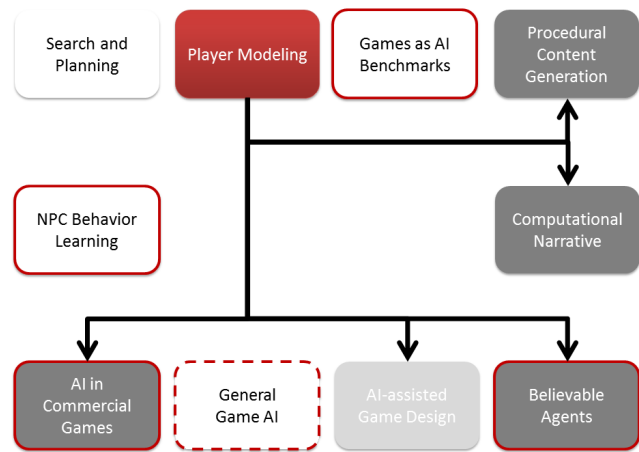 Search and
Planning
Player Modeling
Games as AI
Benchmarks
Procedural
Content
Generation
NPC Behavior
Learning
Computational
Narrative
AI in
Commercial
Games
General
Game AI
AI-assisted
Game Design
Believable
Agents